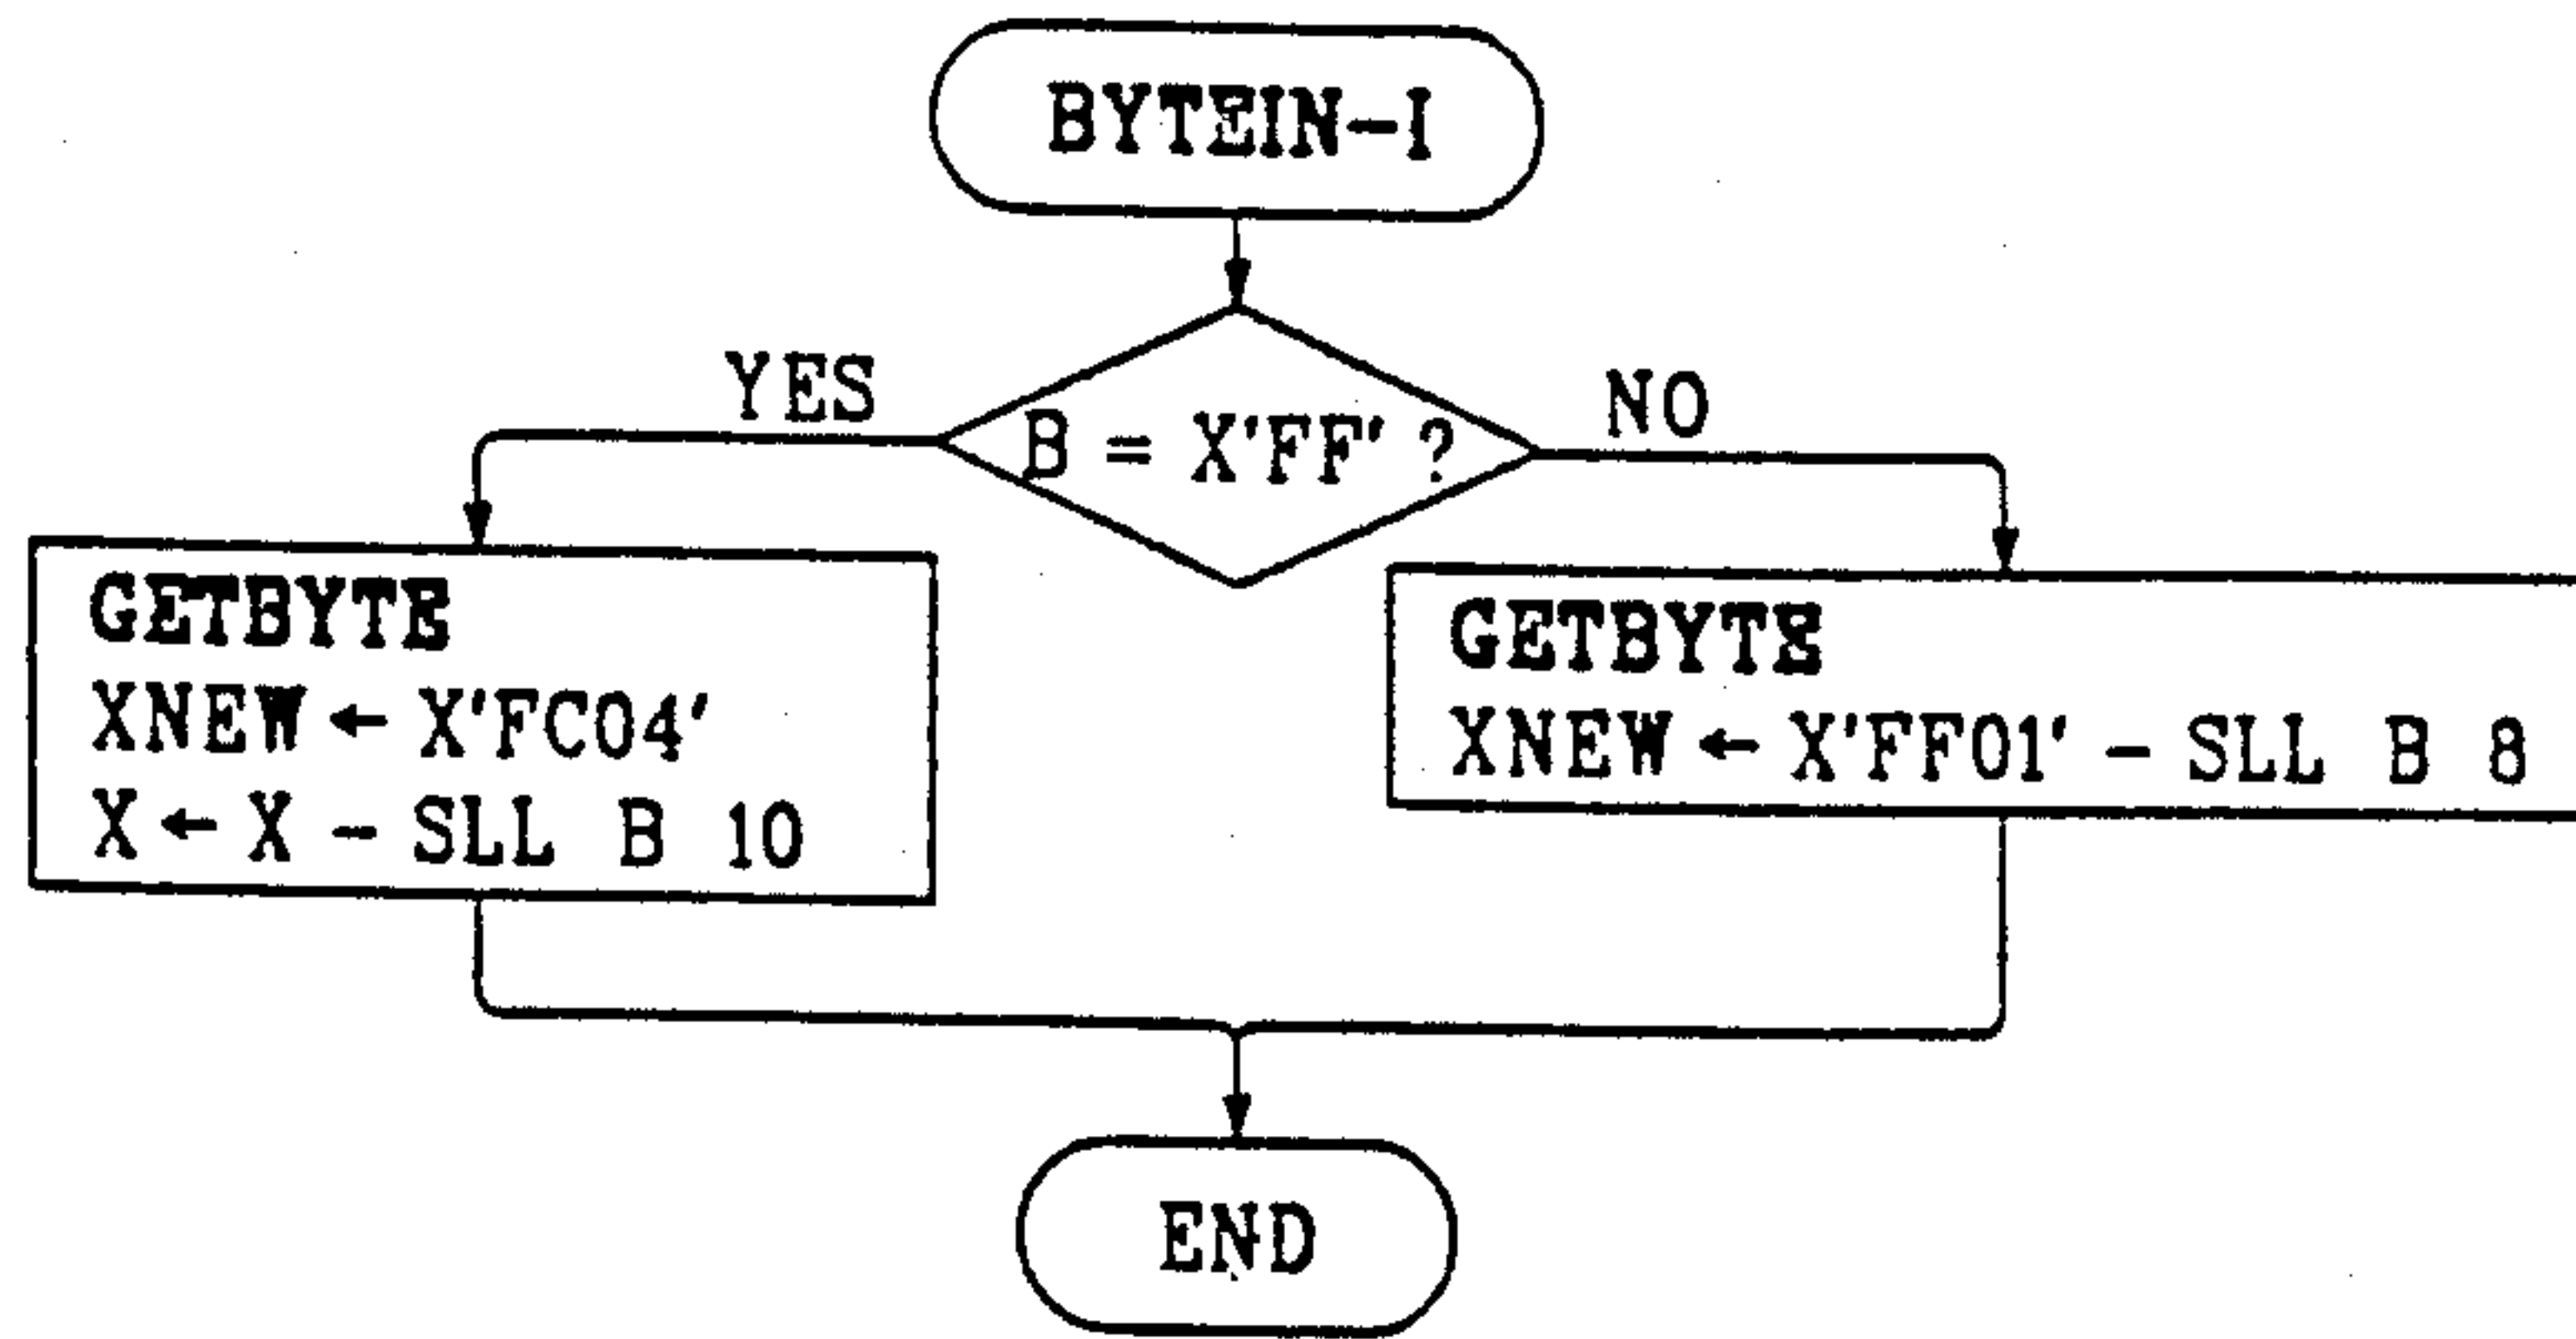 BYTEIN-I
YES
B = X'FF' ?
NO
GETBYTE
XNEW ← X'FC04'
X ← X - SLL B 10
GETBYTE
XNEW ← X'FF01' - SLL B 8
END